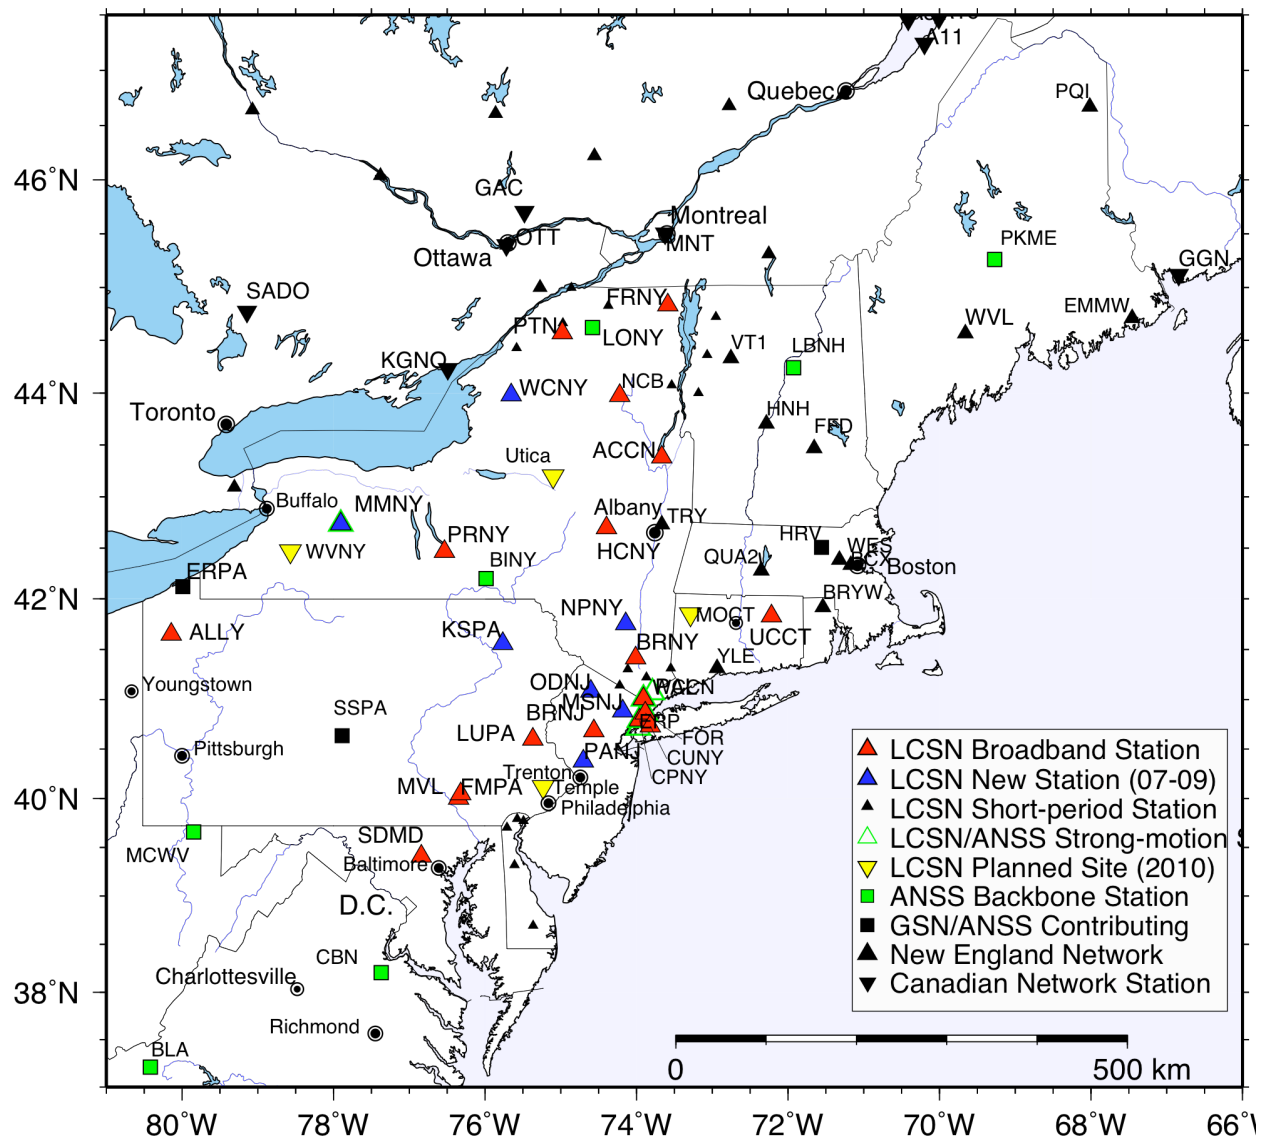 A11
Quebec
PQI
46°N
GAC
Montreal
OTT
MNT
Ottawa
PKME
GGN
SADO
FRNY
EMMW
WVL
PTN
LONY
VT1
LBNH
KGNO
44°N
WCNY
NCB
Toronto
HNH
FFD
ACCN
Utica
Buffalo
MMNY
Albany
TRY
PRNY
HRV
WES
WVNY
HCNY
BINY
QUA2
BCX
Boston
ERPA
42°N
BRYW
NPNY
MOCT
ALLY
KSPA
UCCT
BRNY
YLE
Youngstown
ODNJ
PAL
WACN
MSNJ
SSPA
BRNJ
FRP
LUPA
FOR
Pittsburgh
PANJ
CUNY
Trenton
CPNY
40°N
MVL
FMPA
Temple
Philadelphia
SDMD
MCWV
Baltimore
D.C.
CBN
Charlottesville
38°N
Richmond
BLA
LCSN Broadband Station
LCSN New Station (07-09)
LCSN Short-period Station
LCSN/ANSS Strong-motion S
LCSN Planned Site (2010)
ANSS Backbone Station
GSN/ANSS Contributing
New England Network
Canadian Network Station
0 500 km
80°W 78°W 76°W 74°W 72°W 70°W 68°W 66°W